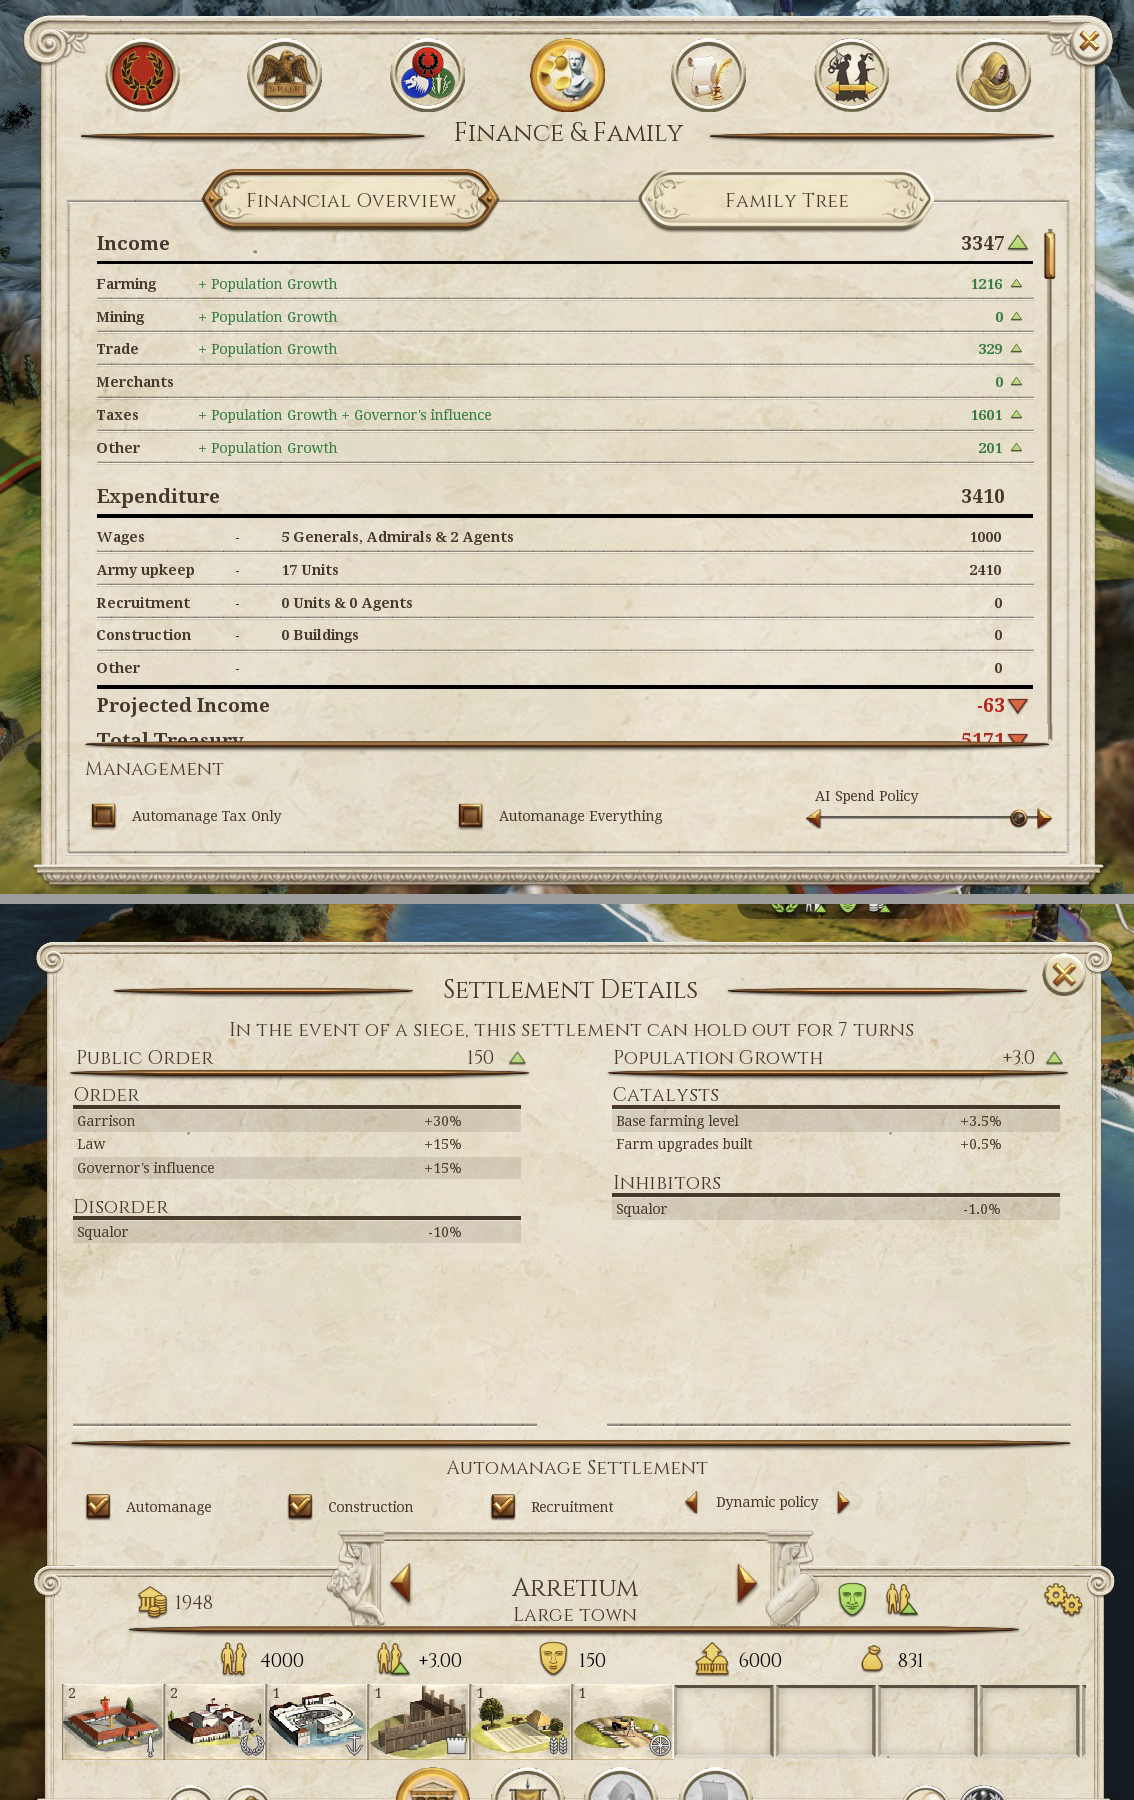 SPQR
Finance & Family
Financial Overview
Family Tree
Income 3347
Farming + Population Growth 1216
Mining + Population Growth 0
Trade + Population Growth 329
Merchants 0
Taxes + Population Growth + Governor's influence 1601
Other + Population Growth 201
Expenditure 3410
Wages - 5 Generals, Admirals & 2 Agents 1000
Army upkeep - 17 Units 2410
Recruitment - 0 Units & 0 Agents 0
Construction - 0 Buildings 0
Other - 0
Projected Income -63
Total Treasury 5171
Management
AI Spend Policy
Automanage Tax Only
Automanage Everything
Settlement Details
In the event of a siege, this settlement can hold out for 7 turns
Public Order 150
Order
Garrison +30%
Law +15%
Governor's influence +15%
Disorder
Squalor -10%
Population Growth +3.0
Catalysts
Base farming level +3.5%
Farm upgrades built +0.5%
Inhibitors
Squalor -1.0%
Automanage Settlement
Automanage
Construction
Recruitment
Dynamic policy
1948
Arretium
Large town
4000 +3.00 150 6000 831
2 2 1 1 1 1